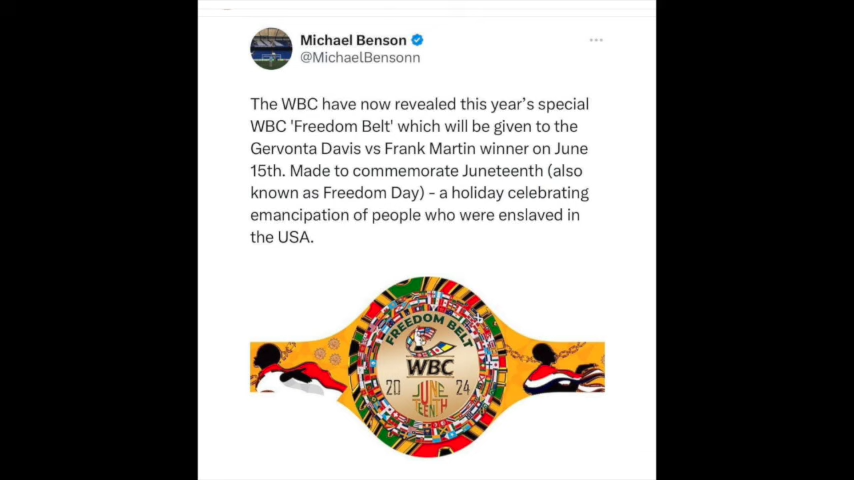 Michael Benson
@MichaelBensonn
The WBC have now revealed this year’s special
WBC 'Freedom Belt' which will be given to the
Gervonta Davis vs Frank Martin winner on June
15th. Made to commemorate Juneteenth (also
known as Freedom Day) - a holiday celebrating
emancipation of people who were enslaved in
the USA.
FREEDOM BELT
WBC
20 24
JUNE
TEENTH